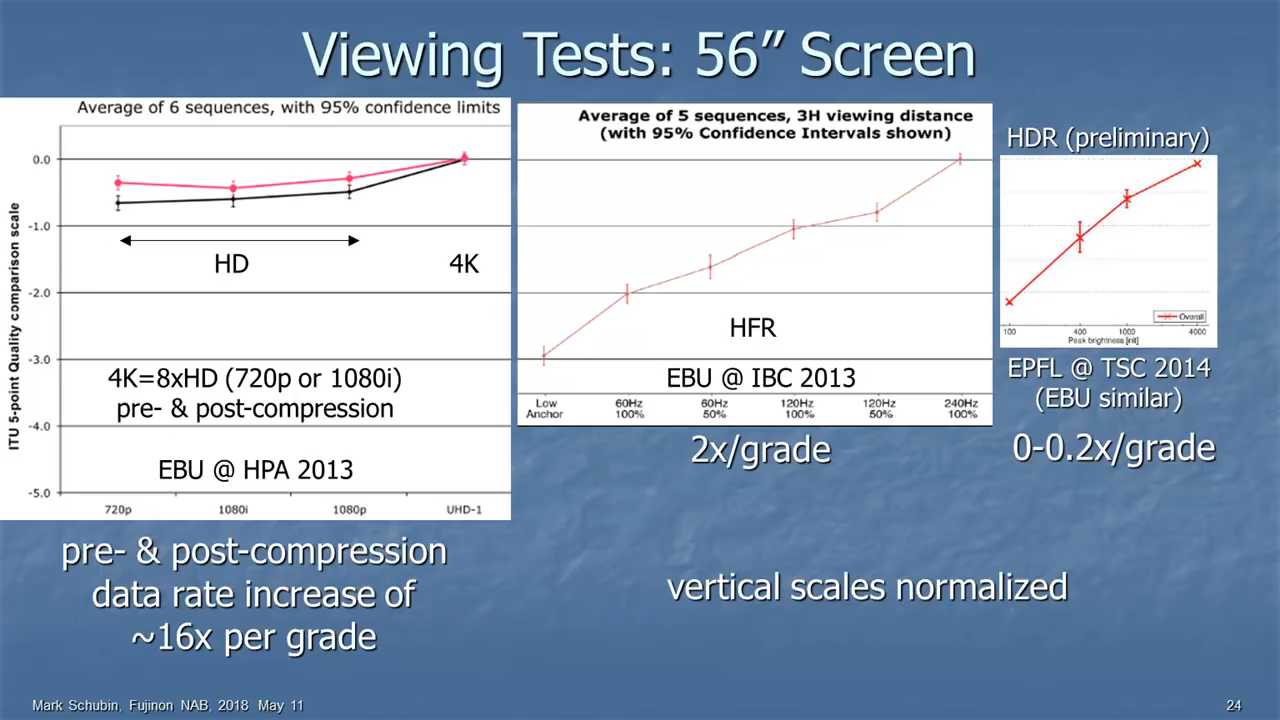 Viewing Tests: 56” Screen
Average of 6 sequences, with 95% confidence limits
ITU 5-point Quality comparison scale
0.0
-1.0
-2.0
-3.0
-4.0
-5.0
HD
4K
4K=8xHD (720p or 1080i)
pre- & post-compression
EBU @ HPA 2013
720p 1080i 1080p UHD-1
pre- & post-compression
data rate increase of
~16x per grade
Average of 5 sequences, 3H viewing distance
(with 95% Confidence Intervals shown)
HFR
EBU @ IBC 2013
Low 60Hz 60Hz 120Hz 120Hz 240Hz
Anchor 100% 50% 100% 50% 100%
2x/grade
HDR (preliminary)
Overall
100 400 1000 4000
Peak brightness [nit]
EPFL @ TSC 2014
(EBU similar)
0-0.2x/grade
vertical scales normalized
Mark Schubin, Fujinon NAB, 2018 May 11
24